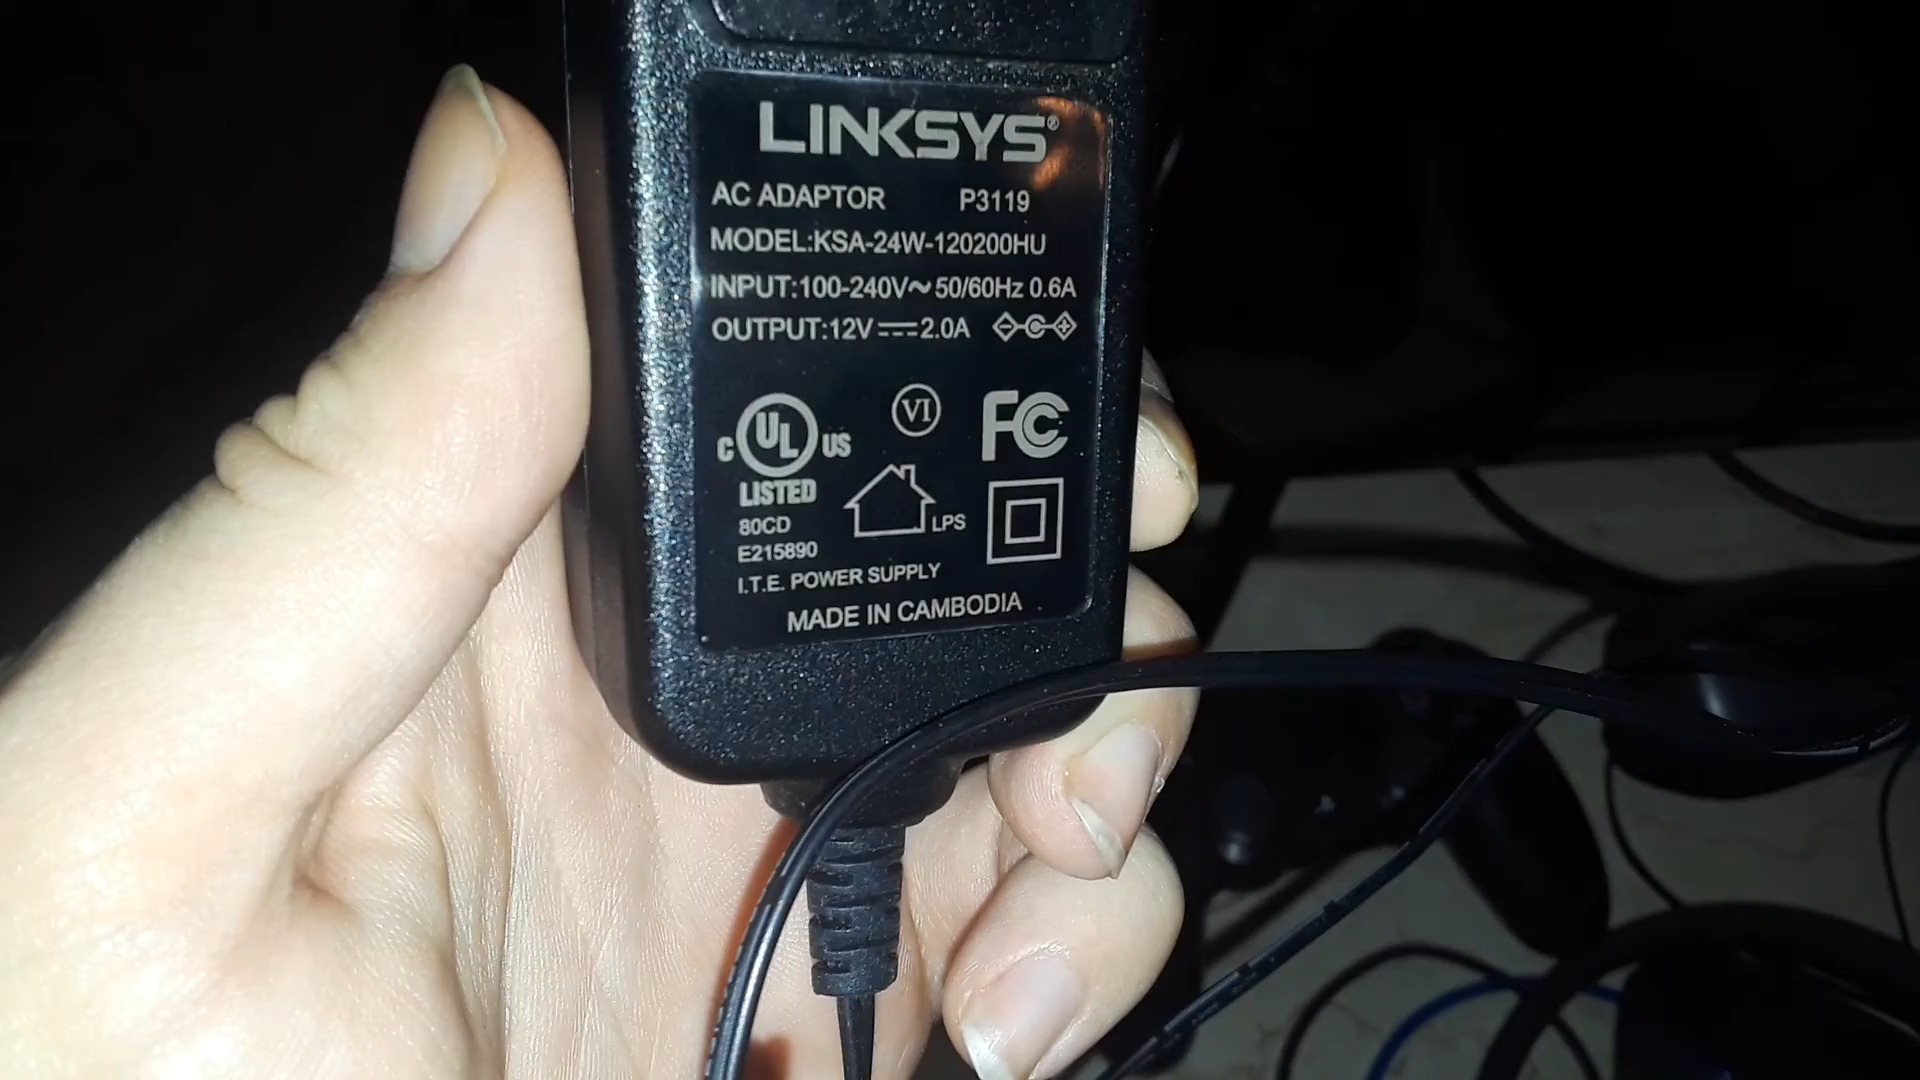 LINKSYS®
AC ADAPTOR P3119
MODEL:KSA-24W-120200HU
INPUT:100-240V~50/60Hz 0.6A
OUTPUT:12V⎓2.0A
VI
FC
C UL US
LISTED
80CD
LPS
E215890
I.T.E. POWER SUPPLY
MADE IN CAMBODIA